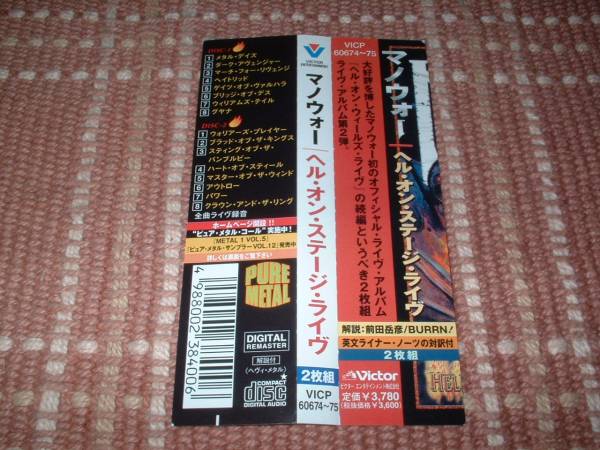 DISC-1
1 メタル・デイズ
2 ダーク・アヴェンジャー
3 マーチ・フォー・リヴェンジ
4 ヘイトリッド
5 ゲイツ・オブ・ヴァルハラ
6 ブリッジ・オブ・デス
7 ウィリアムズ・テイル
8 グヤナ
DISC-2
1 ウォリアーズ・プレイヤー
2 ブラッド・オブ・ザ・キングス
3 スティング・オブ・ザ・
バンブルビー
4 ハート・オブ・スティール
5 マスター・オブ・ザ・ウィンド
6 アウトロー
7 パワー
8 クラウン・アンド・ザ・リング
全曲ライヴ録音
ホームページ開設!!
"ピュア・メタル・コール"実施中!
『METAL 1 VOL.5』
『ピュア・メタル・サンプラーVOL.12』発売中
詳しくは裏面をご覧下さい
4 988002 384006
PURE
METAL
DIGITAL
REMASTER
解説付
(ヘヴィ・メタル)
COMPACT
disc
DIGITAL AUDIO
VICTOR
ENTERTAINMENT
マノウォー
ヘル・オン・ステージ・ライヴ
2枚組
VICP
60674~75
VICP
60674~75
大好評を博したマノウォー初のオフィシャル・ライヴ・アルバム
『ヘル・オン・ウィールズ・ライヴ』の続編というべき2枚組
ライヴ・アルバム第2弾。
マノウォー
ヘル・オン・ステージ・ライヴ
解説:前田岳彦/BURRN!
英文ライナー・ノーツの対訳付
2枚組
Victor
ビクター エンタテインメント株式会社
定価¥3,780
(税抜価格¥3,600)
HEL